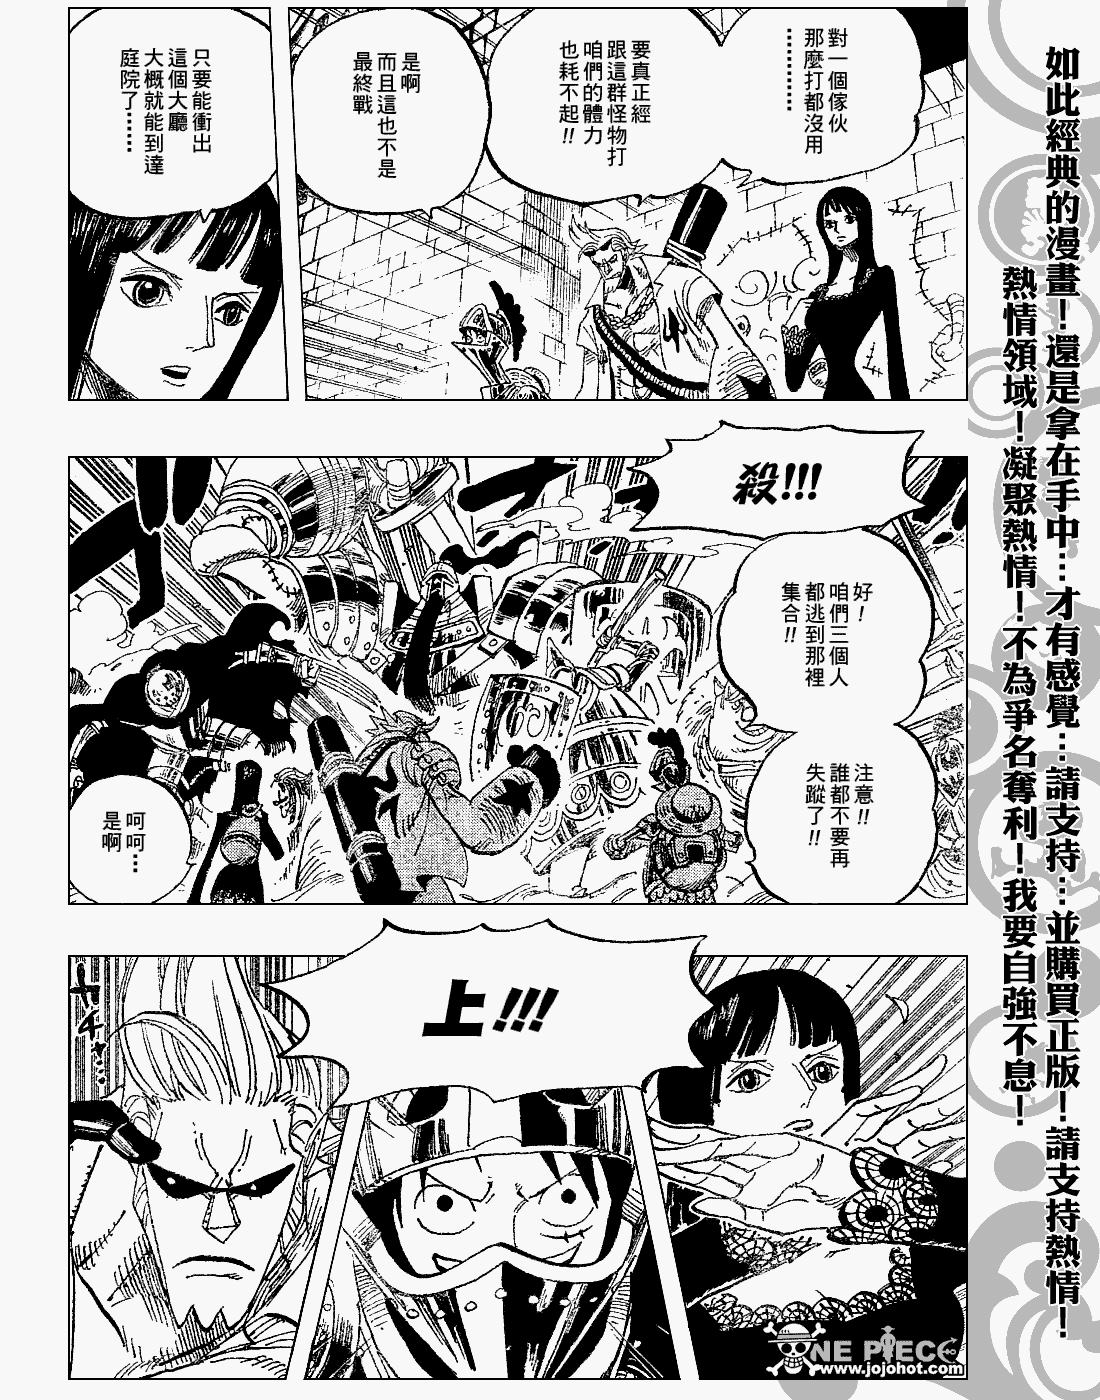 對一個傢伙
那麼打都沒用
…………
要真正經
跟這群怪物打
咱們的體力
也耗不起!!
是啊
而且這也不是
最終戰
只要能衝出
這個大廳
大概就能到達
庭院了……
殺!!!
好!
咱們三個人
都逃到那裡
集合!!
注意!!
誰都不要再
失蹤了!!
呵呵…
是啊
上!!!
カチ…
ONE PIECE
www.jojohot.com
如此經典的漫畫!還是拿在手中…才有感覺…請支持…並購買正版!請支持熱情!
熱情領域!凝聚熱情!不為爭名奪利!我要自強不息!